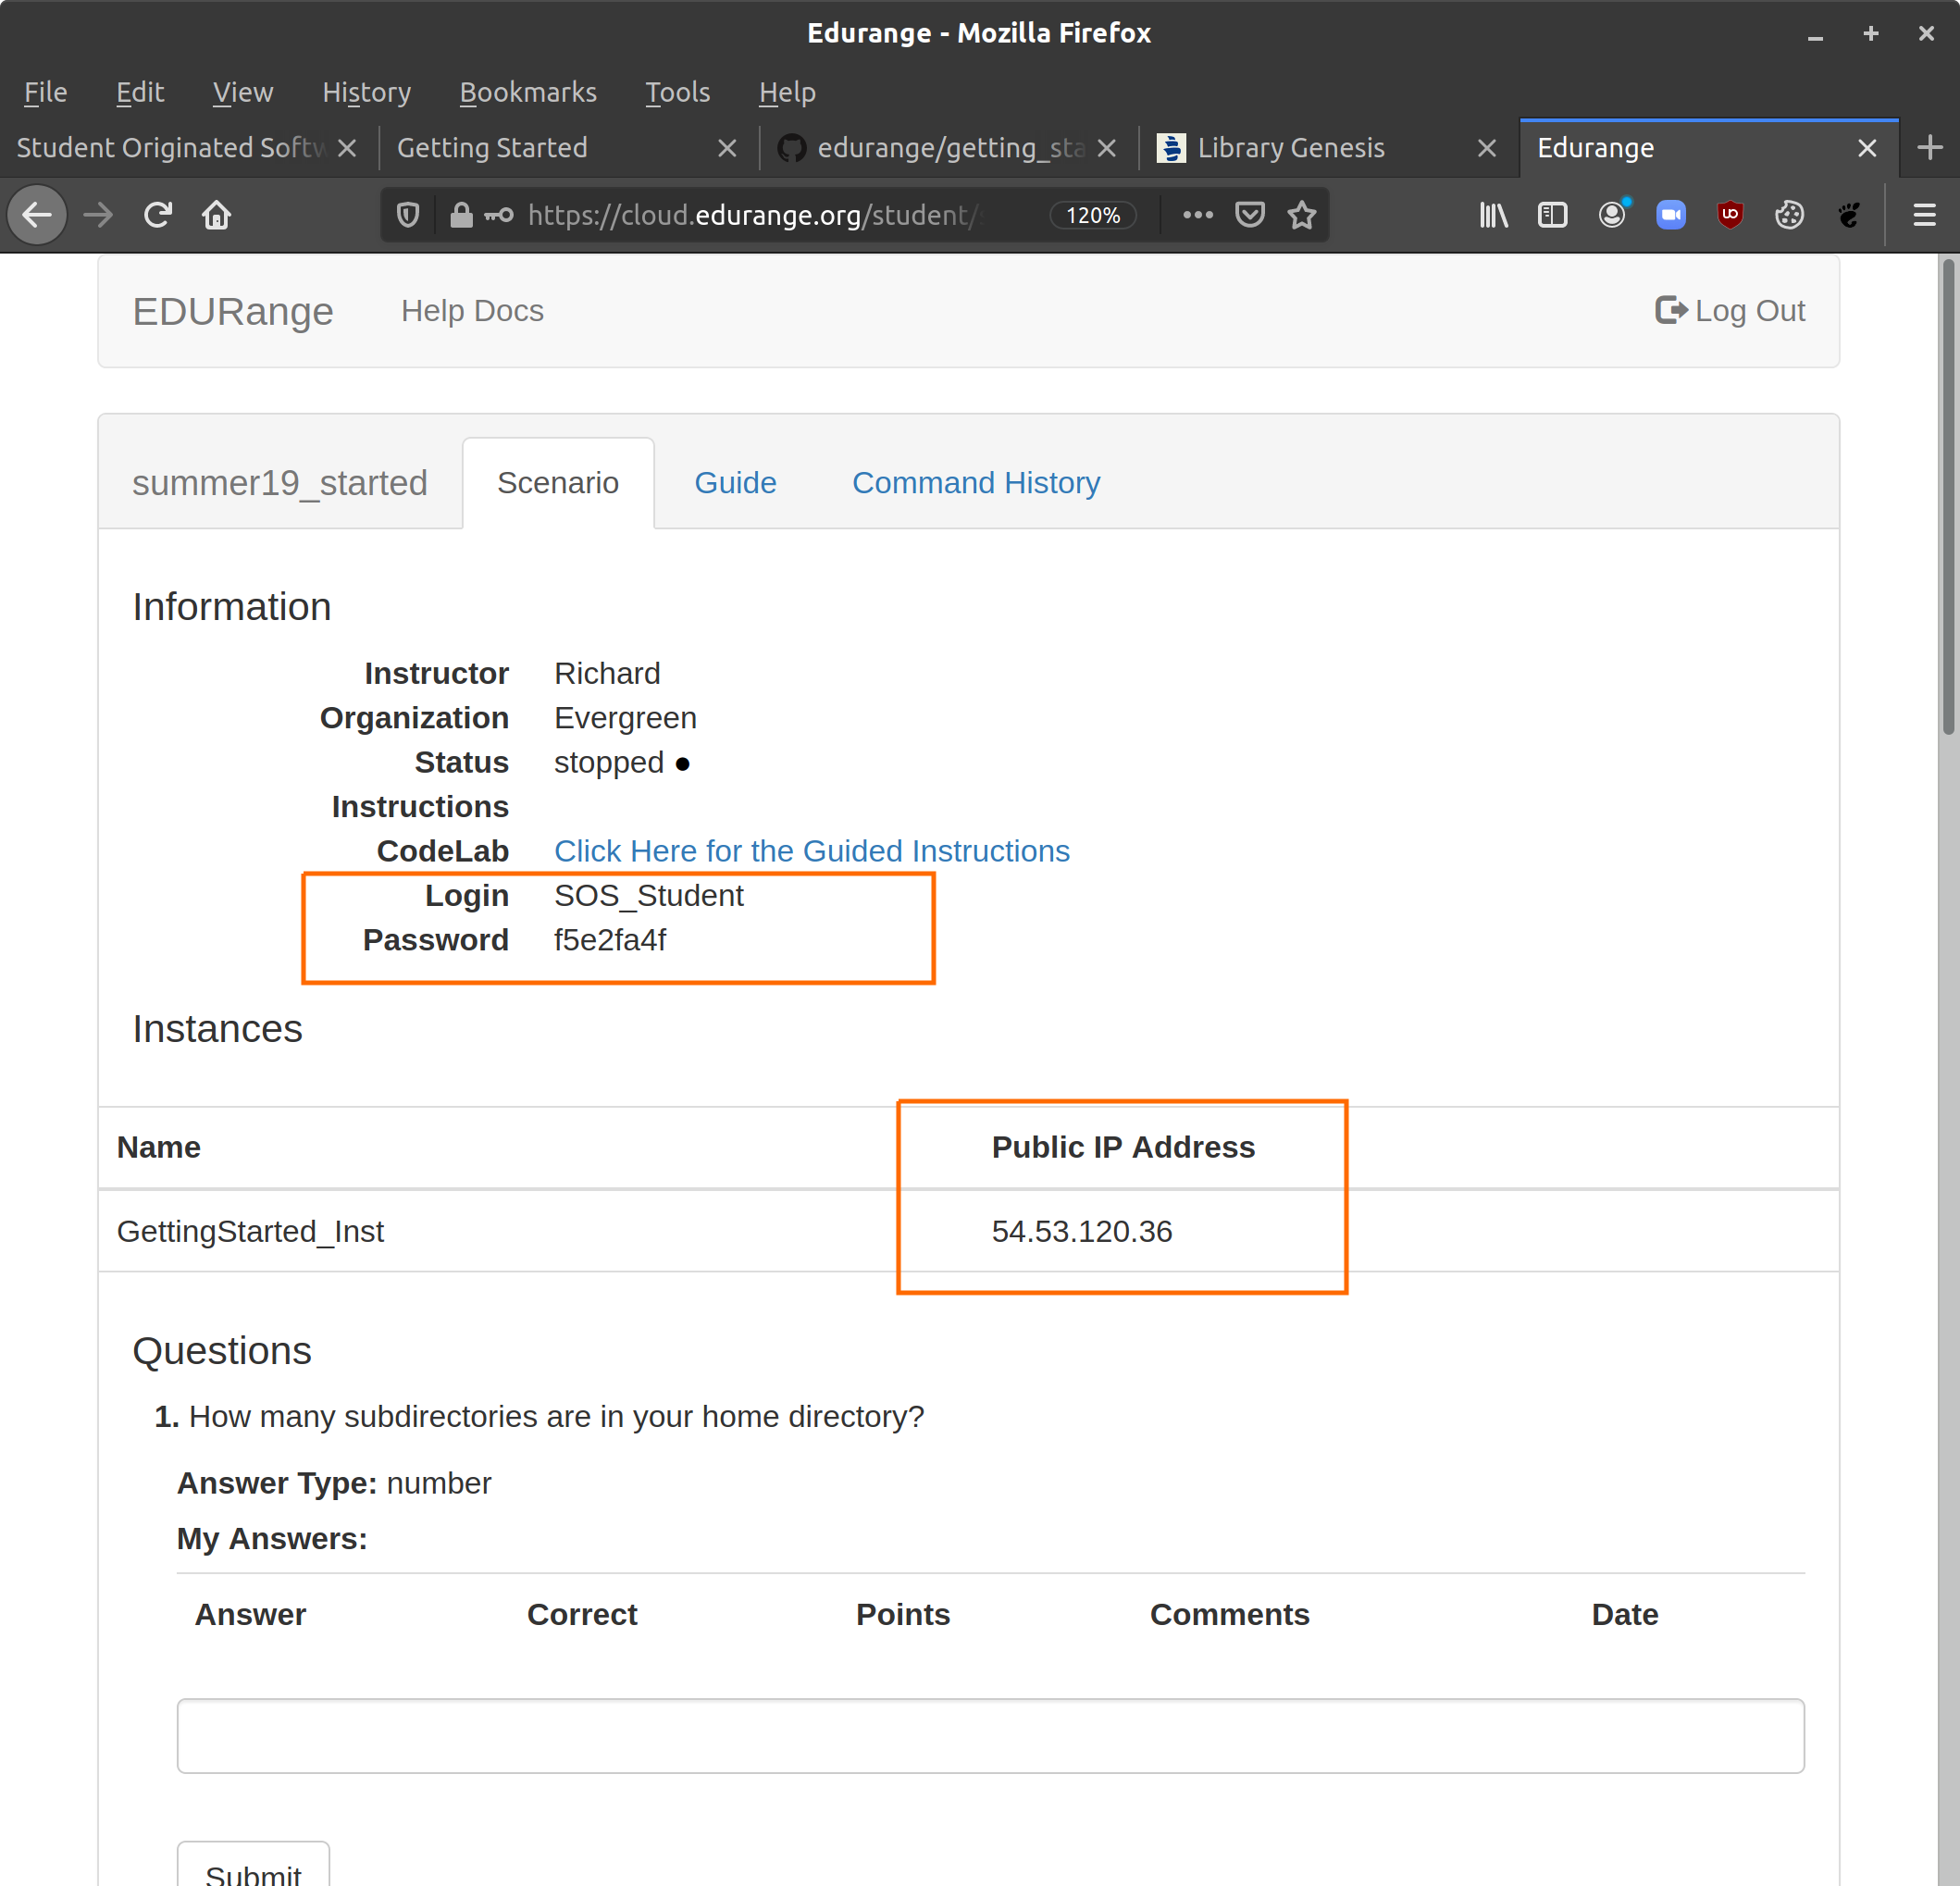 Edurange - Mozilla Firefox
File Edit View History Bookmarks Tools Help
Student Originated Softw Getting Started edurange/getting_sta Library Genesis Edurange
https://cloud.edurange.org/student/ 120%
EDURange Help Docs Log Out
summer19_started Scenario Guide Command History
Information
Instructor Richard
Organization Evergreen
Status stopped
Instructions
CodeLab Click Here for the Guided Instructions
Login SOS_Student
Password f5e2fa4f
Instances
Name Public IP Address
GettingStarted_Inst 54.53.120.36
Questions
1. How many subdirectories are in your home directory?
Answer Type: number
My Answers:
Answer Correct Points Comments Date
Submit